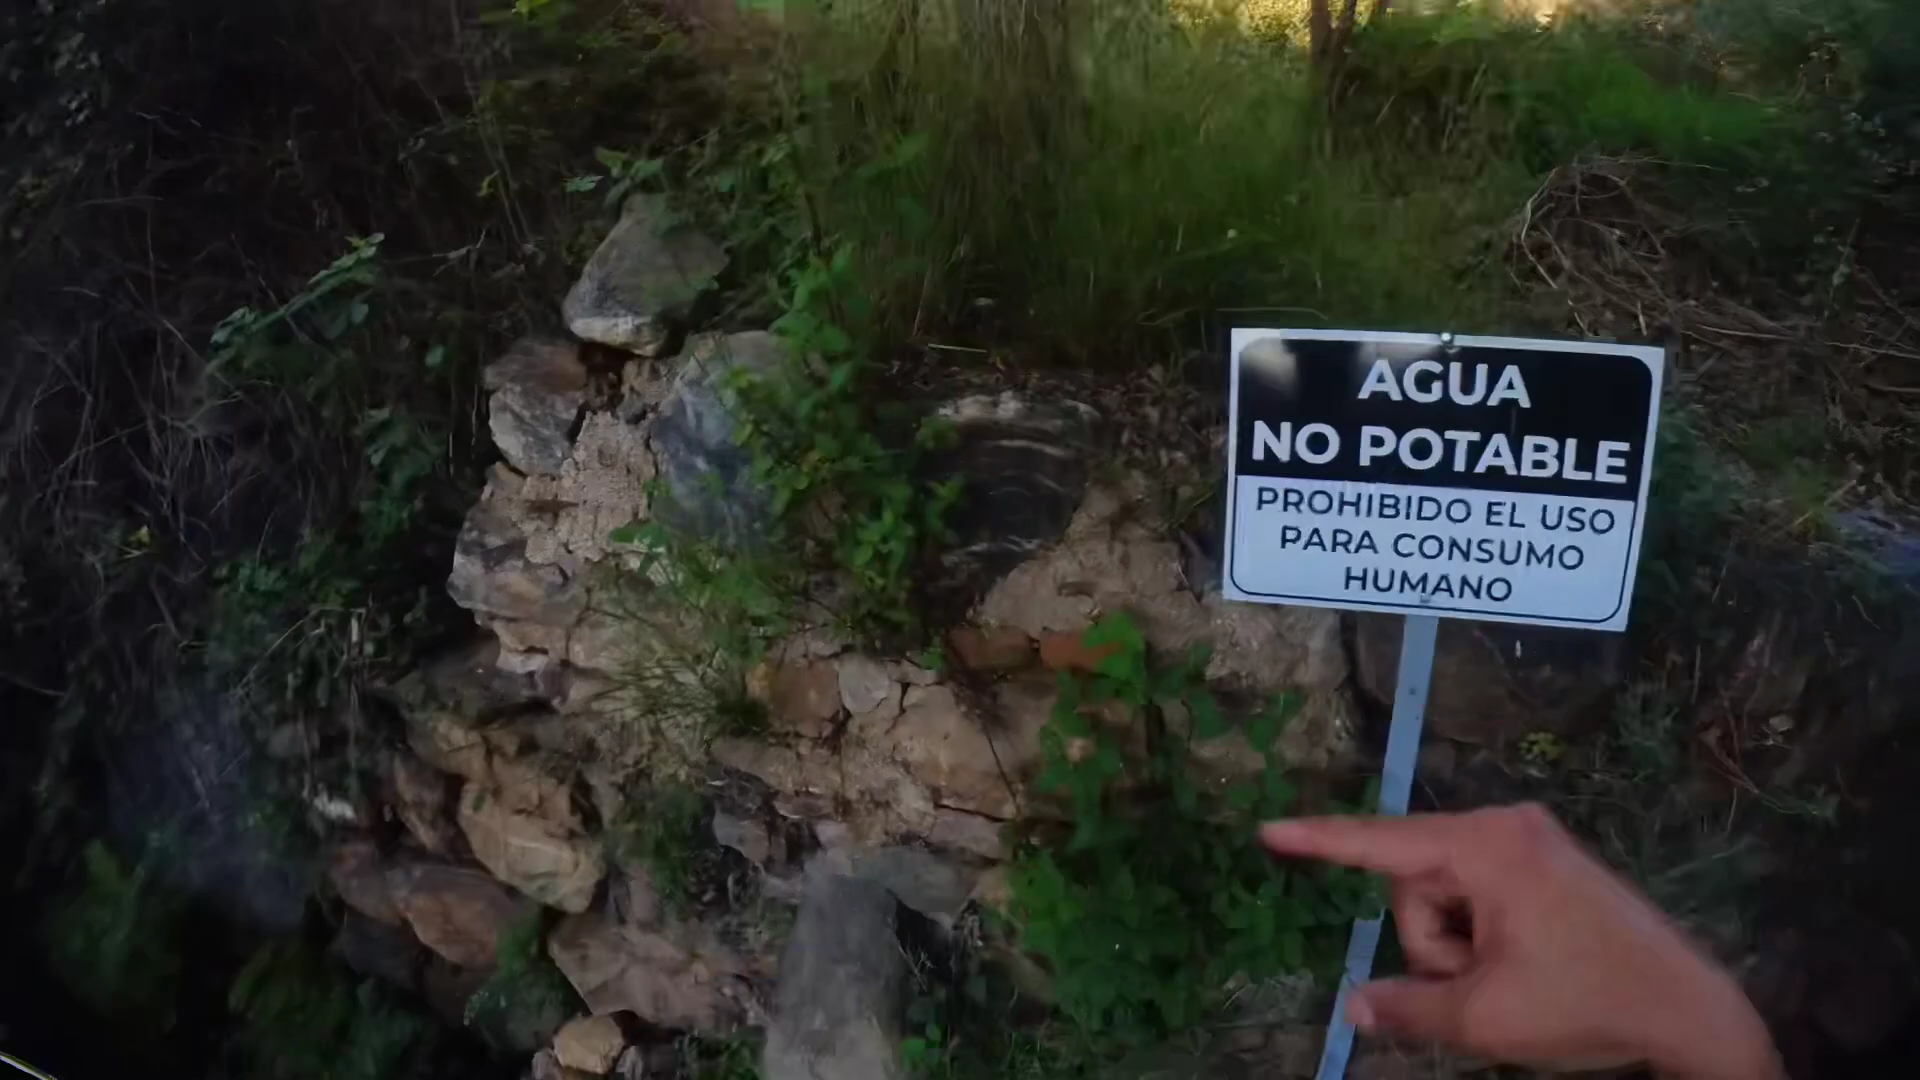 AGUA
NO POTABLE
PROHIBIDO EL USO
PARA CONSUMO
HUMANO